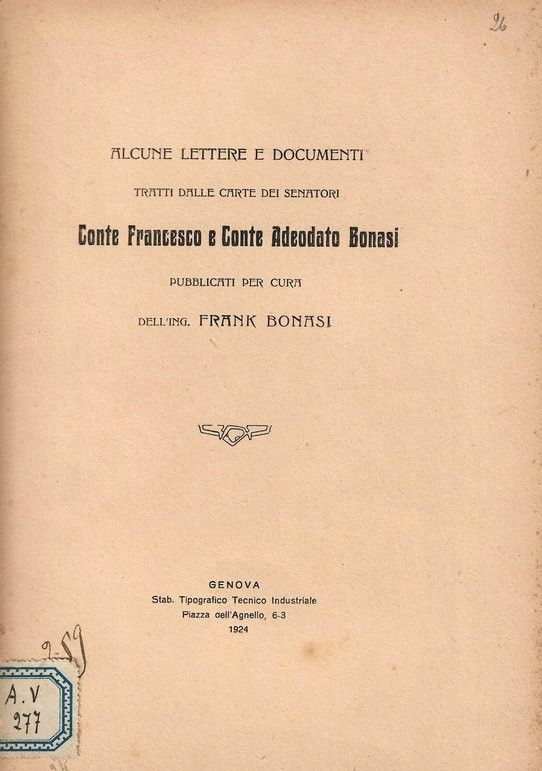 26
ALCUNE LETTERE E DOCUMENTI
TRATTI DALLE CARTE DEI SENATORI
Conte Francesco e Conte Adeodato Bonasi
PUBBLICATI PER CURA
DELL'ING. FRANK BONASI
GENOVA
Stab. Tipografico Tecnico Industriale
Piazza dell'Agnello, 6-3
1924
A.V
277